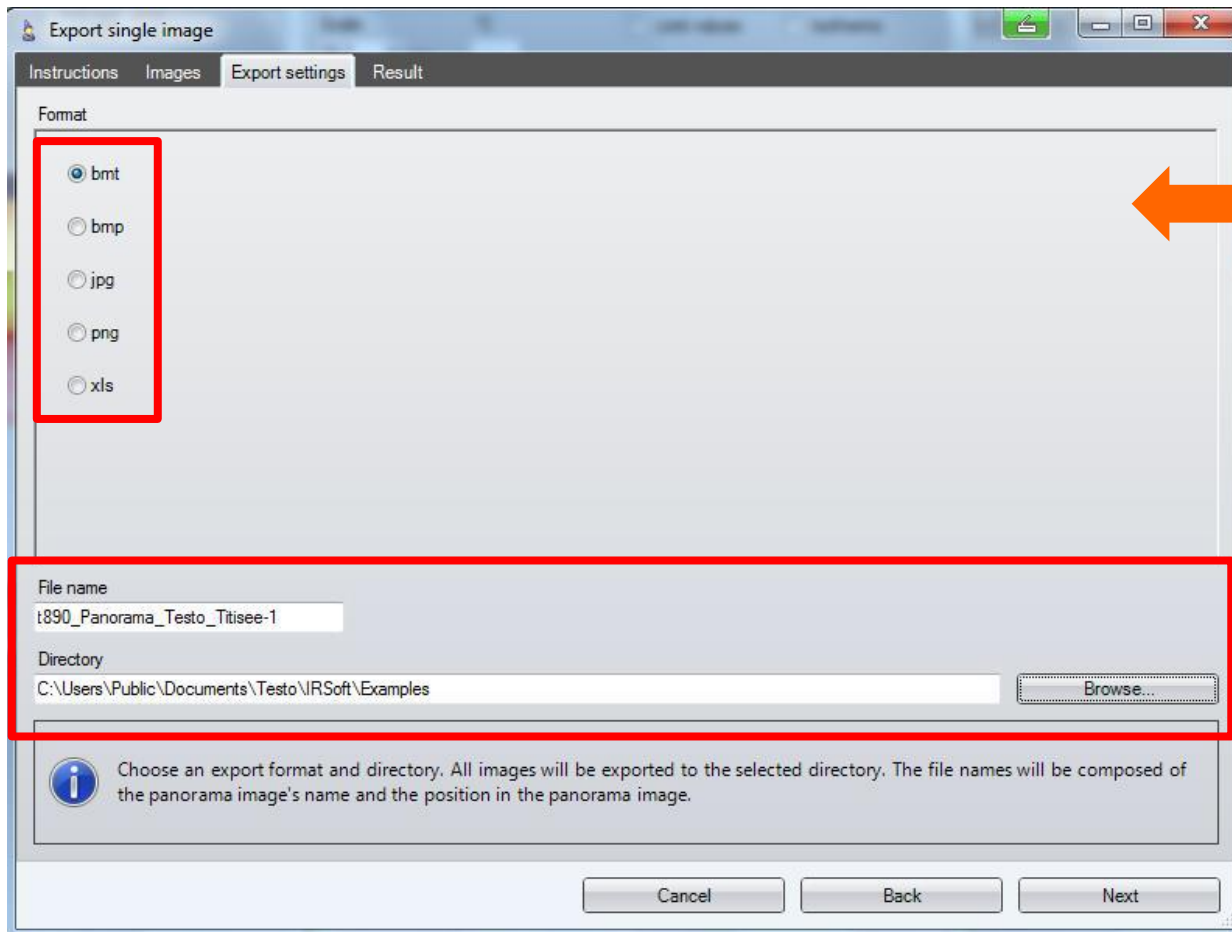 Export single image
Instructions Images Export settings Result
Format
bmt
bmp
jpg
png
xls
File name
t890_Panorama_Testo_Titisee-1
Directory
C:\Users\Public\Documents\Testo\IRSoft\Examples
Browse...
Choose an export format and directory. All images will be exported to the selected directory. The file names will be composed of
the panorama image's name and the position in the panorama image.
Cancel Back Next